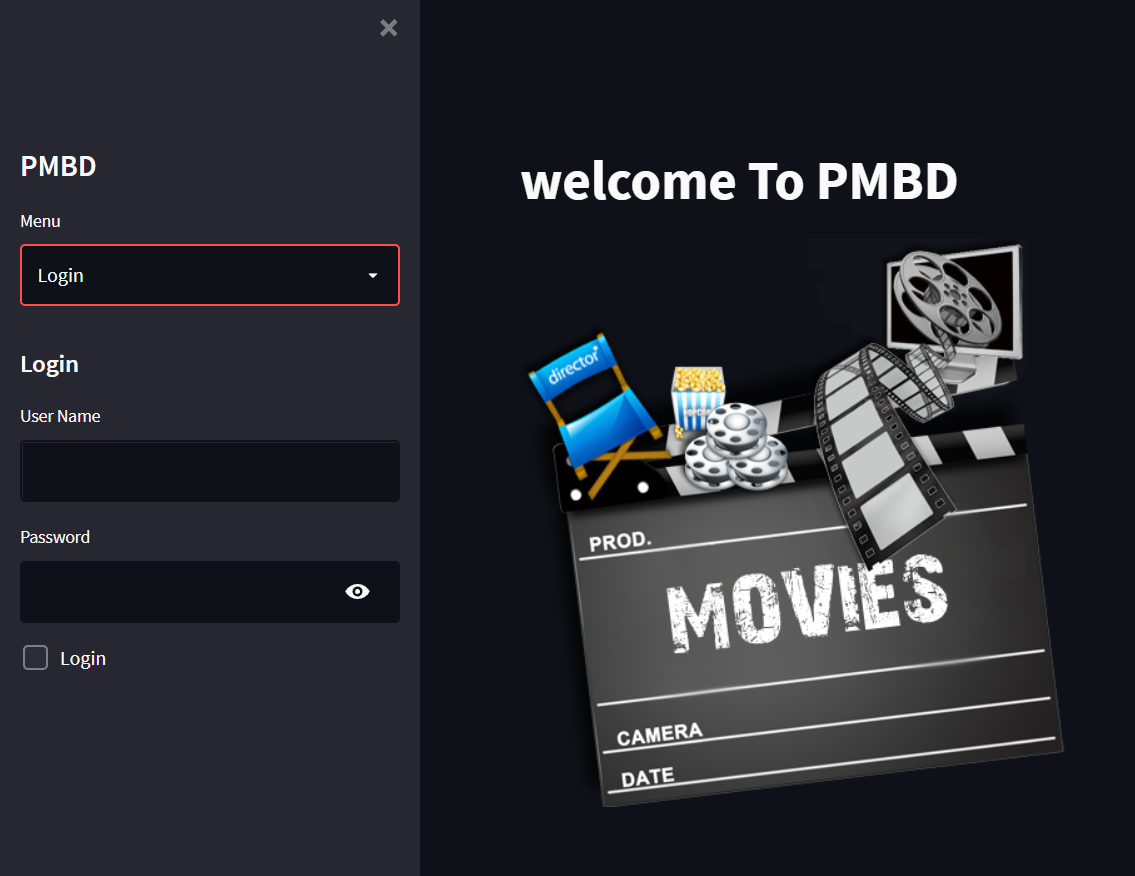 PMBD
Menu
Login
Login
User Name
Password
Login
welcome To PMBD
director
POPCORN
PROD.
MOVIES
CAMERA
DATE